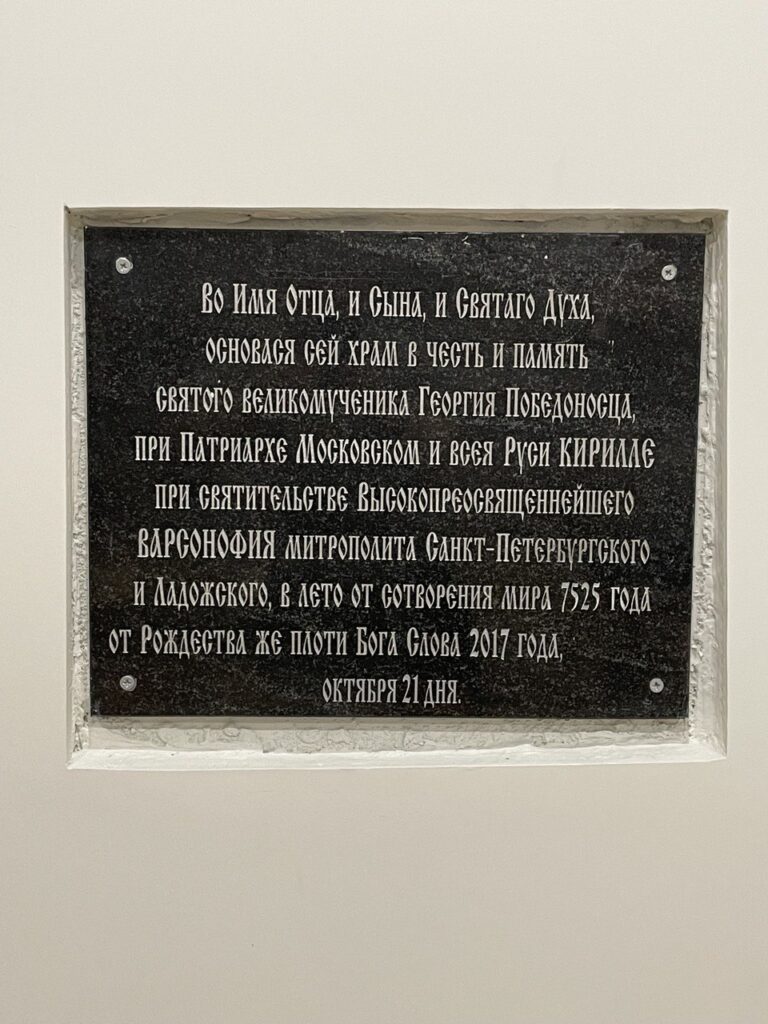 Во Имя Отца, и Сына, и Святаго Духа,
основася сей храм в честь и память
святого великомученика Георгия Победоносца,
при Патриархе Московском и всея Руси КИРИЛЛЕ
при святительстве Высокопреосвященнейшего
ВАРСОНОФИЯ митрополита Санкт-Петербургского
и Ладожского, в лето от сотворения мира 7525 года
от Рождества же плоти Бога Слова 2017 года,
октября 21 дня.